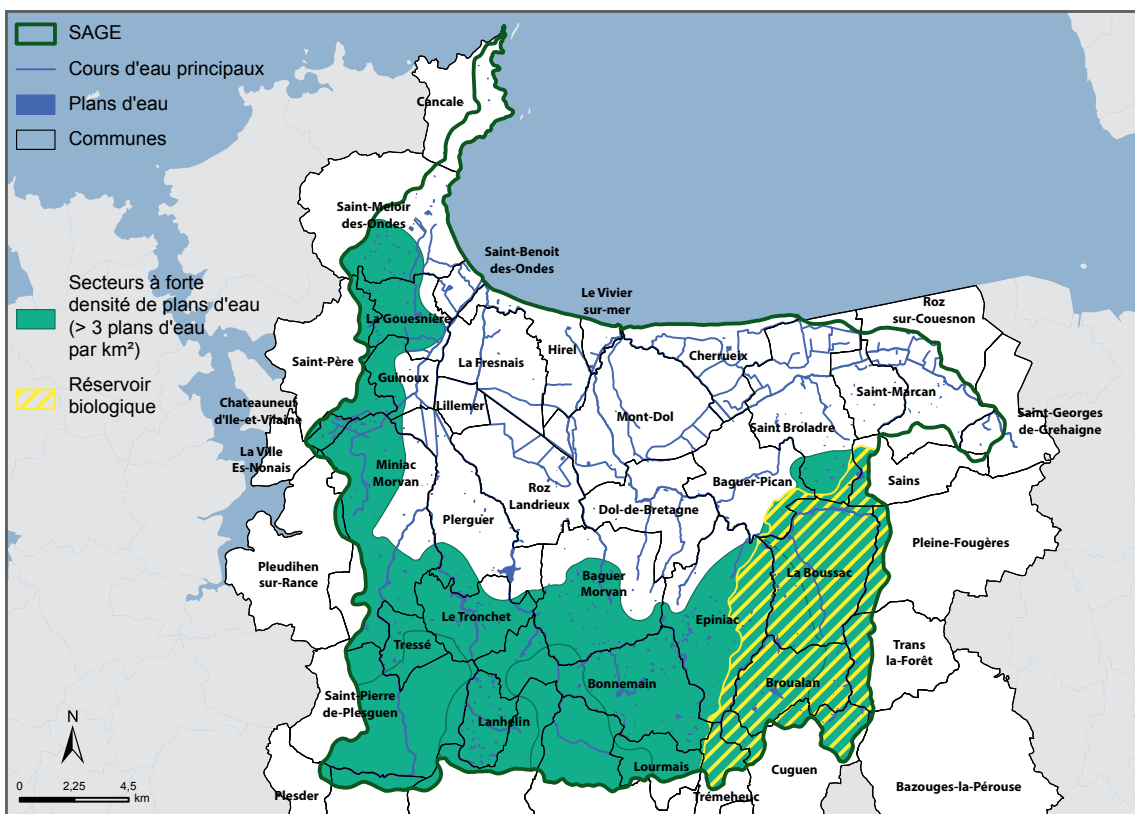 SAGE
Cours d'eau principaux
Plans d'eau
Communes
Secteurs à forte
densité de plans d'eau
(> 3 plans d'eau
par km²)
Réservoir
biologique
Cancale
Saint-Meloir
des-Ondes
Saint-Benoit
des-Ondes
Le Vivier
sur-mer
Roz
sur-Couesnon
La Gouesnière
Hirel
Cherrueix
La Fresnais
Saint-Père
Guinoux
Saint-Marcan
Chateauneuf
d'Ile-et-Vilaine
Lillemer
Mont-Dol
Saint-Georges
de-Grehaigne
Saint Broladre
La Ville
Es-Nonais
Miniac
Morvan
Baguer-Pican
Sains
Roz
Landrieux
Dol-de-Bretagne
Plerguer
Pleine-Fougères
Pleudihen
sur-Rance
Baguer
Morvan
La Boussac
Le Tronchet
Epiniac
Tressé
Trans
la-Forêt
Bonnemain
Broualan
Saint-Pierre
de-Plesguen
Lanhélin
Lourmais
Cuguen
Plesder
Trémeheuc
Bazouges-la-Pérouse
N
0 2,25 4,5
km